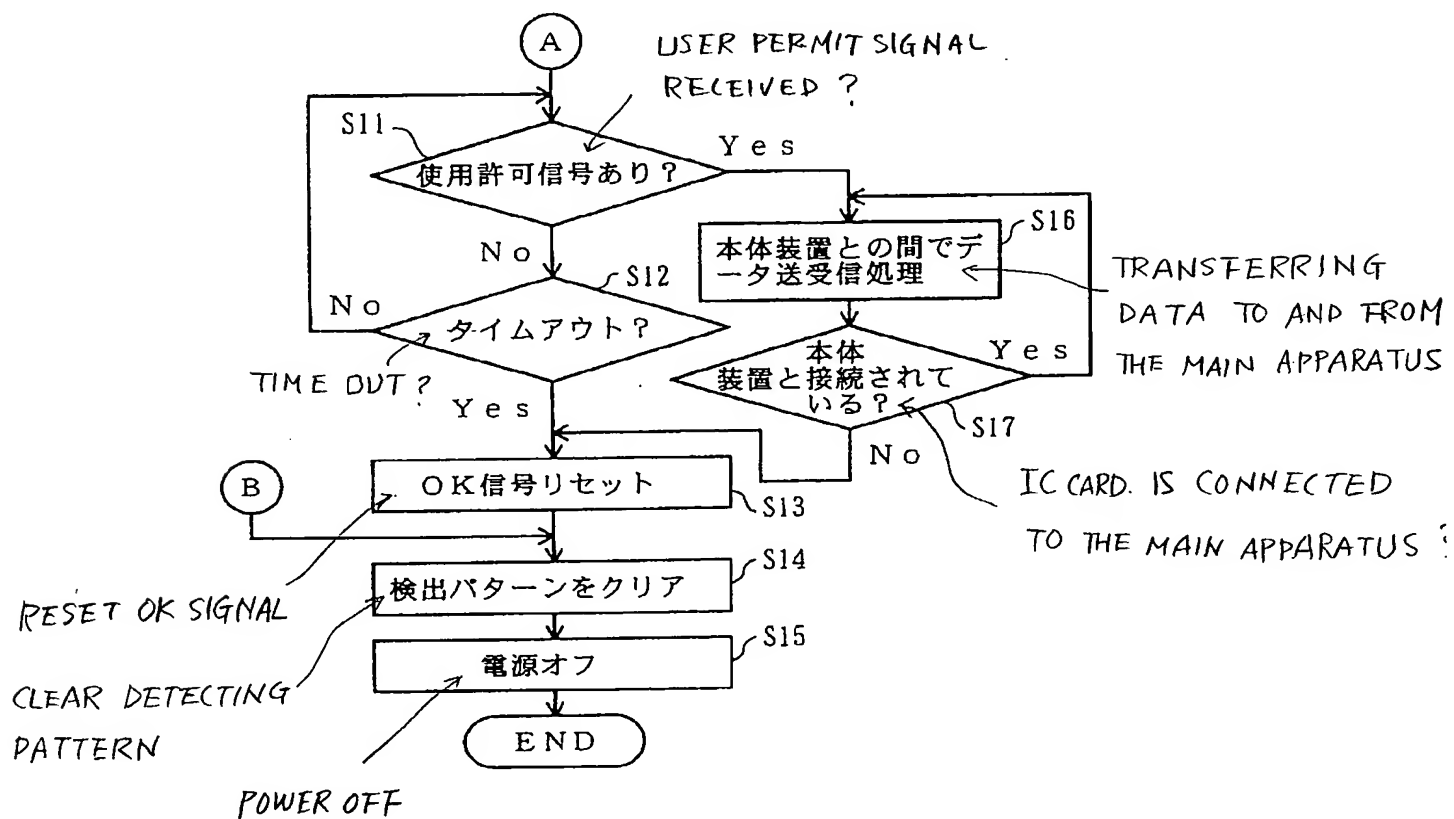 A
USER PERMIT SIGNAL
RECEIVED ?
S11
使用許可信号あり？
Yes
No
S12
タイムアウト？
No
TIME OUT ?
Yes
S16
本体装置との間でデ
ータ送受信処理
TRANSFERRING
DATA TO AND FROM
THE MAIN APPARATUS
本体
装置と接続されて
いる？
Yes
S17
No
IC CARD. IS CONNECTED
TO THE MAIN APPARATUS ?
B
OK信号リセット
S13
RESET OK SIGNAL
検出パターンをクリア
S14
CLEAR DETECTING
PATTERN
電源オフ
S15
END
POWER OFF